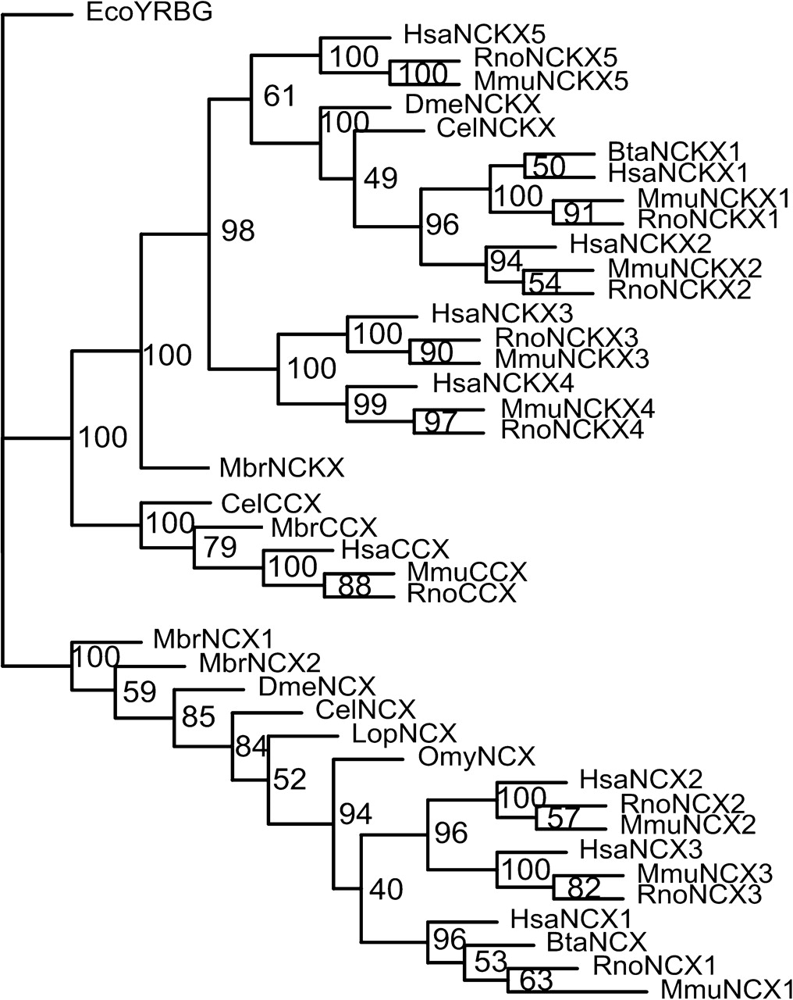 EcoYRBG
HsaNCKX5
100
RnoNCKX5
100
MmuNCKX5
61
DmeNCKX
100
CelNCKX
BtaNCKX1
50
HsaNCKX1
49
100
MmuNCKX1
91
RnoNCKX1
96
98
HsaNCKX2
94
MmuNCKX2
54
RnoNCKX2
HsaNCKX3
100
RnoNCKX3
90
MmuNCKX3
100
100
HsaNCKX4
99
MmuNCKX4
97
RnoNCKX4
100
MbrNCKX
CelCCX
100
MbrCCX
79
HsaCCX
100
MmuCCX
88
RnoCCX
MbrNCX1
100
MbrNCX2
59
DmeNCX
85
CelNCX
84
LopNCX
52
OmyNCX
HsaNCX2
100
RnoNCX2
57
MmuNCX2
94
96
HsaNCX3
100
MmuNCX3
82
RnoNCX3
40
HsaNCX1
96
BtaNCX
53
RnoNCX1
63
MmuNCX1